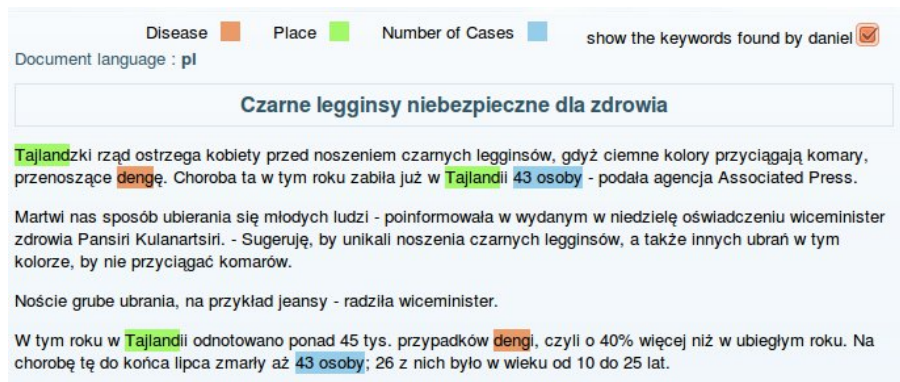 Disease Place Number of Cases show the keywords found by daniel
Document language : pl
Czarne legginsy niebezpieczne dla zdrowia
Tajlandzki rząd ostrzega kobiety przed noszeniem czarnych legginsów, gdyż ciemne kolory przyciągają komary,
przenoszące dengę. Choroba ta w tym roku zabiła już w Tajlandii 43 osoby - podała agencja Associated Press.
Martwi nas sposób ubierania się młodych ludzi - poinformowała w wydanym w niedzielę oświadczeniu wiceminister
zdrowia Pansiri Kulanartsiri. - Sugeruję, by unikali noszenia czarnych legginsów, a także innych ubrań w tym
kolorze, by nie przyciągać komarów.
Noście grube ubrania, na przykład jeansy - radziła wiceminister.
W tym roku w Tajlandii odnotowano ponad 45 tys. przypadków dengi, czyli o 40% więcej niż w ubiegłym roku. Na
chorobę tę do końca lipca zmarły aż 43 osoby; 26 z nich było w wieku od 10 do 25 lat.